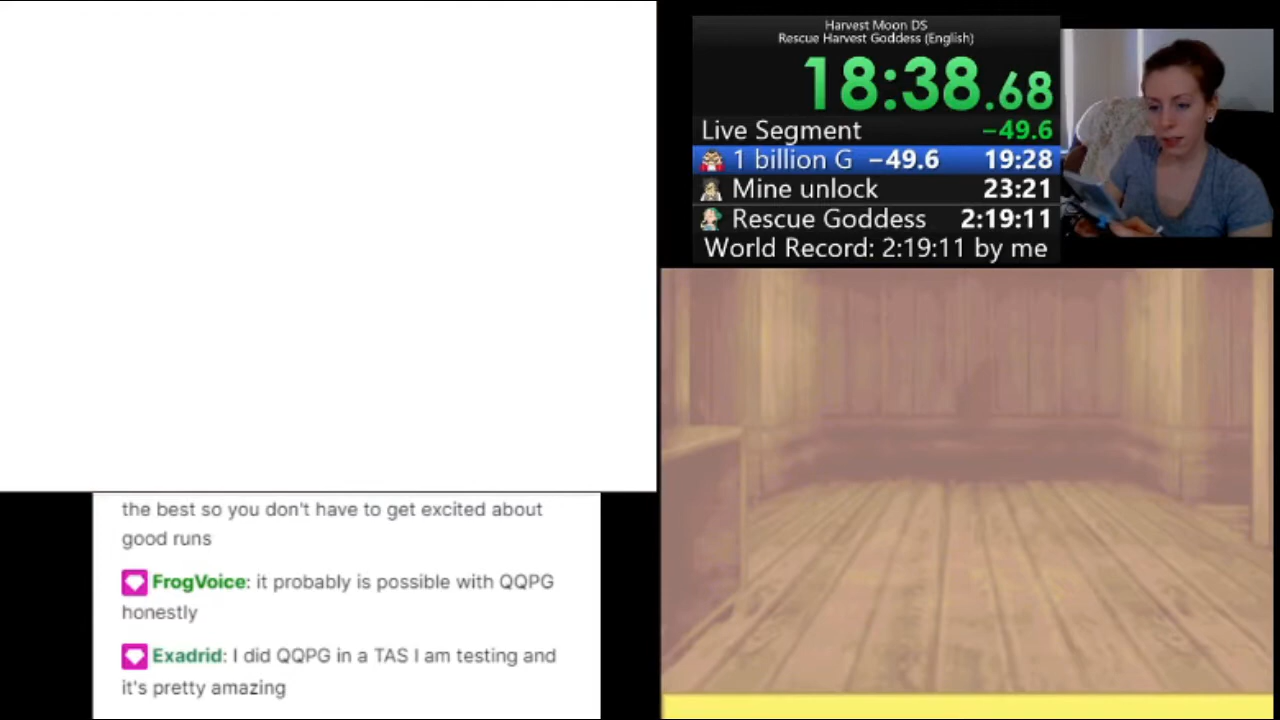 Harvest Moon DS
Rescue Harvest Goddess (English)
18:38.68
Live Segment −49.6
1 billion G −49.6 19:28
Mine unlock 23:21
Rescue Goddess 2:19:11
World Record: 2:19:11 by me
the best so you don't have to get excited about
good runs
FrogVoice: it probably is possible with QQPG
honestly
Exadrid: I did QQPG in a TAS I am testing and
it's pretty amazing